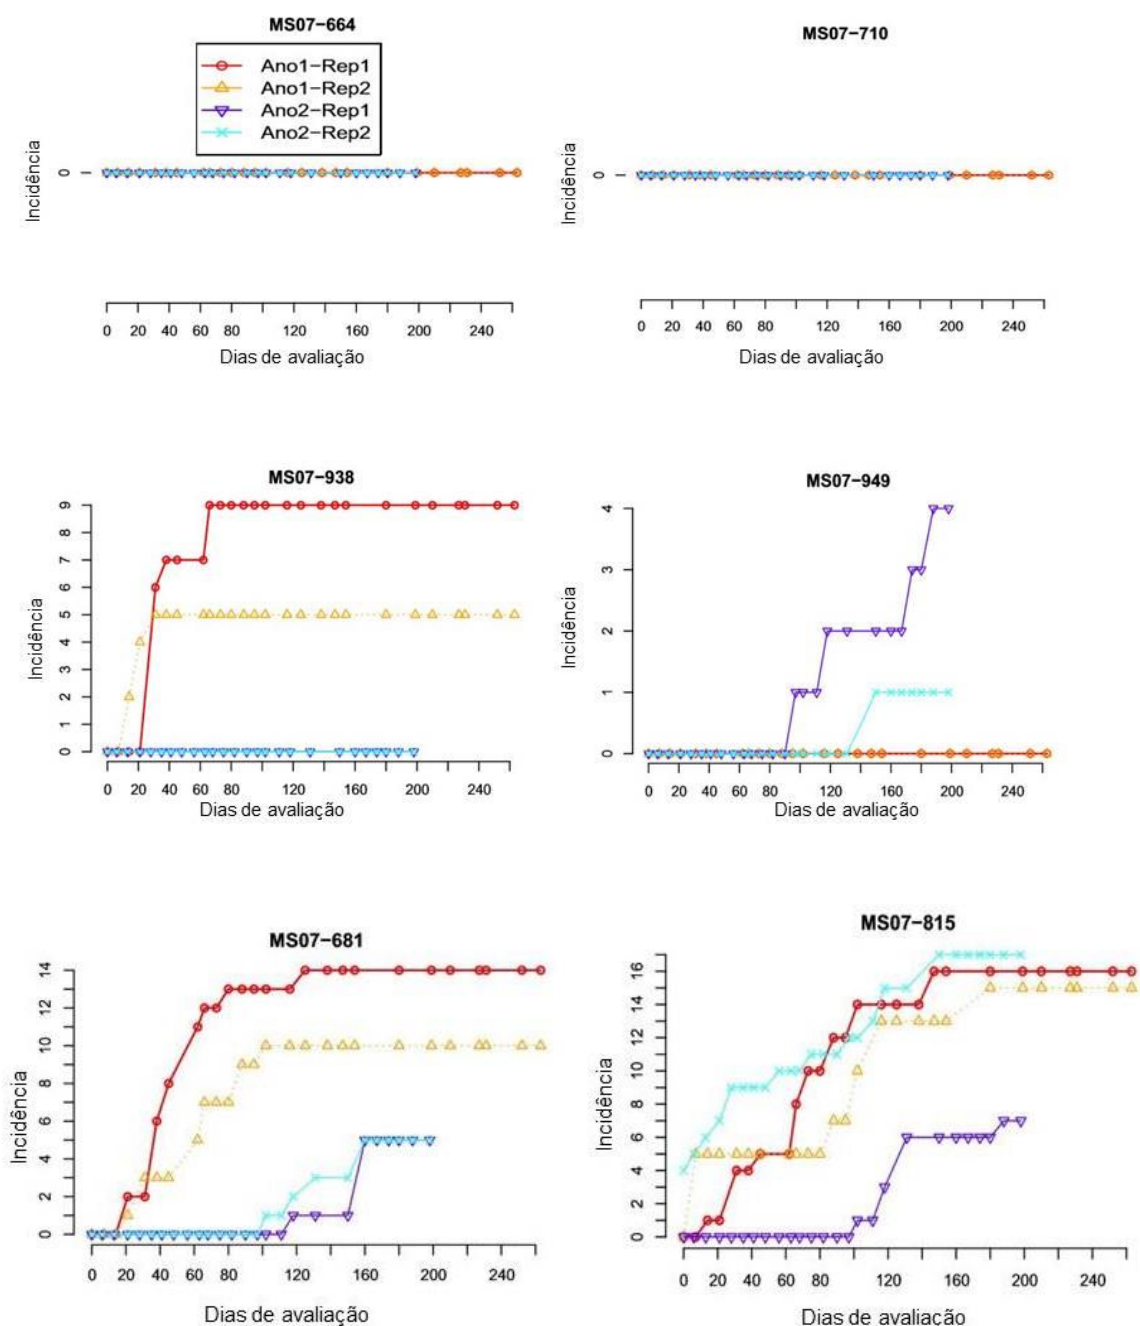 MS07-664
Ano1-Rep1
Ano1-Rep2
Ano2-Rep1
Ano2-Rep2
Incidência
0
0 20 40 60 80 120 160 200 240
Dias de avaliação
MS07-710
Incidência
0
0 20 40 60 80 120 160 200 240
Dias de avaliação
MS07-938
Incidência
9
8
7
6
5
4
3
2
1
0
0 20 40 60 80 120 160 200 240
Dias de avaliação
MS07-949
Incidência
4
3
2
1
0
0 20 40 60 80 120 160 200 240
Dias de avaliação
MS07-681
Incidência
14
12
10
8
6
4
2
0
0 20 40 60 80 120 160 200 240
Dias de avaliação
MS07-815
Incidência
16
14
12
10
8
6
4
2
0
0 20 40 60 80 120 160 200 240
Dias de avaliação